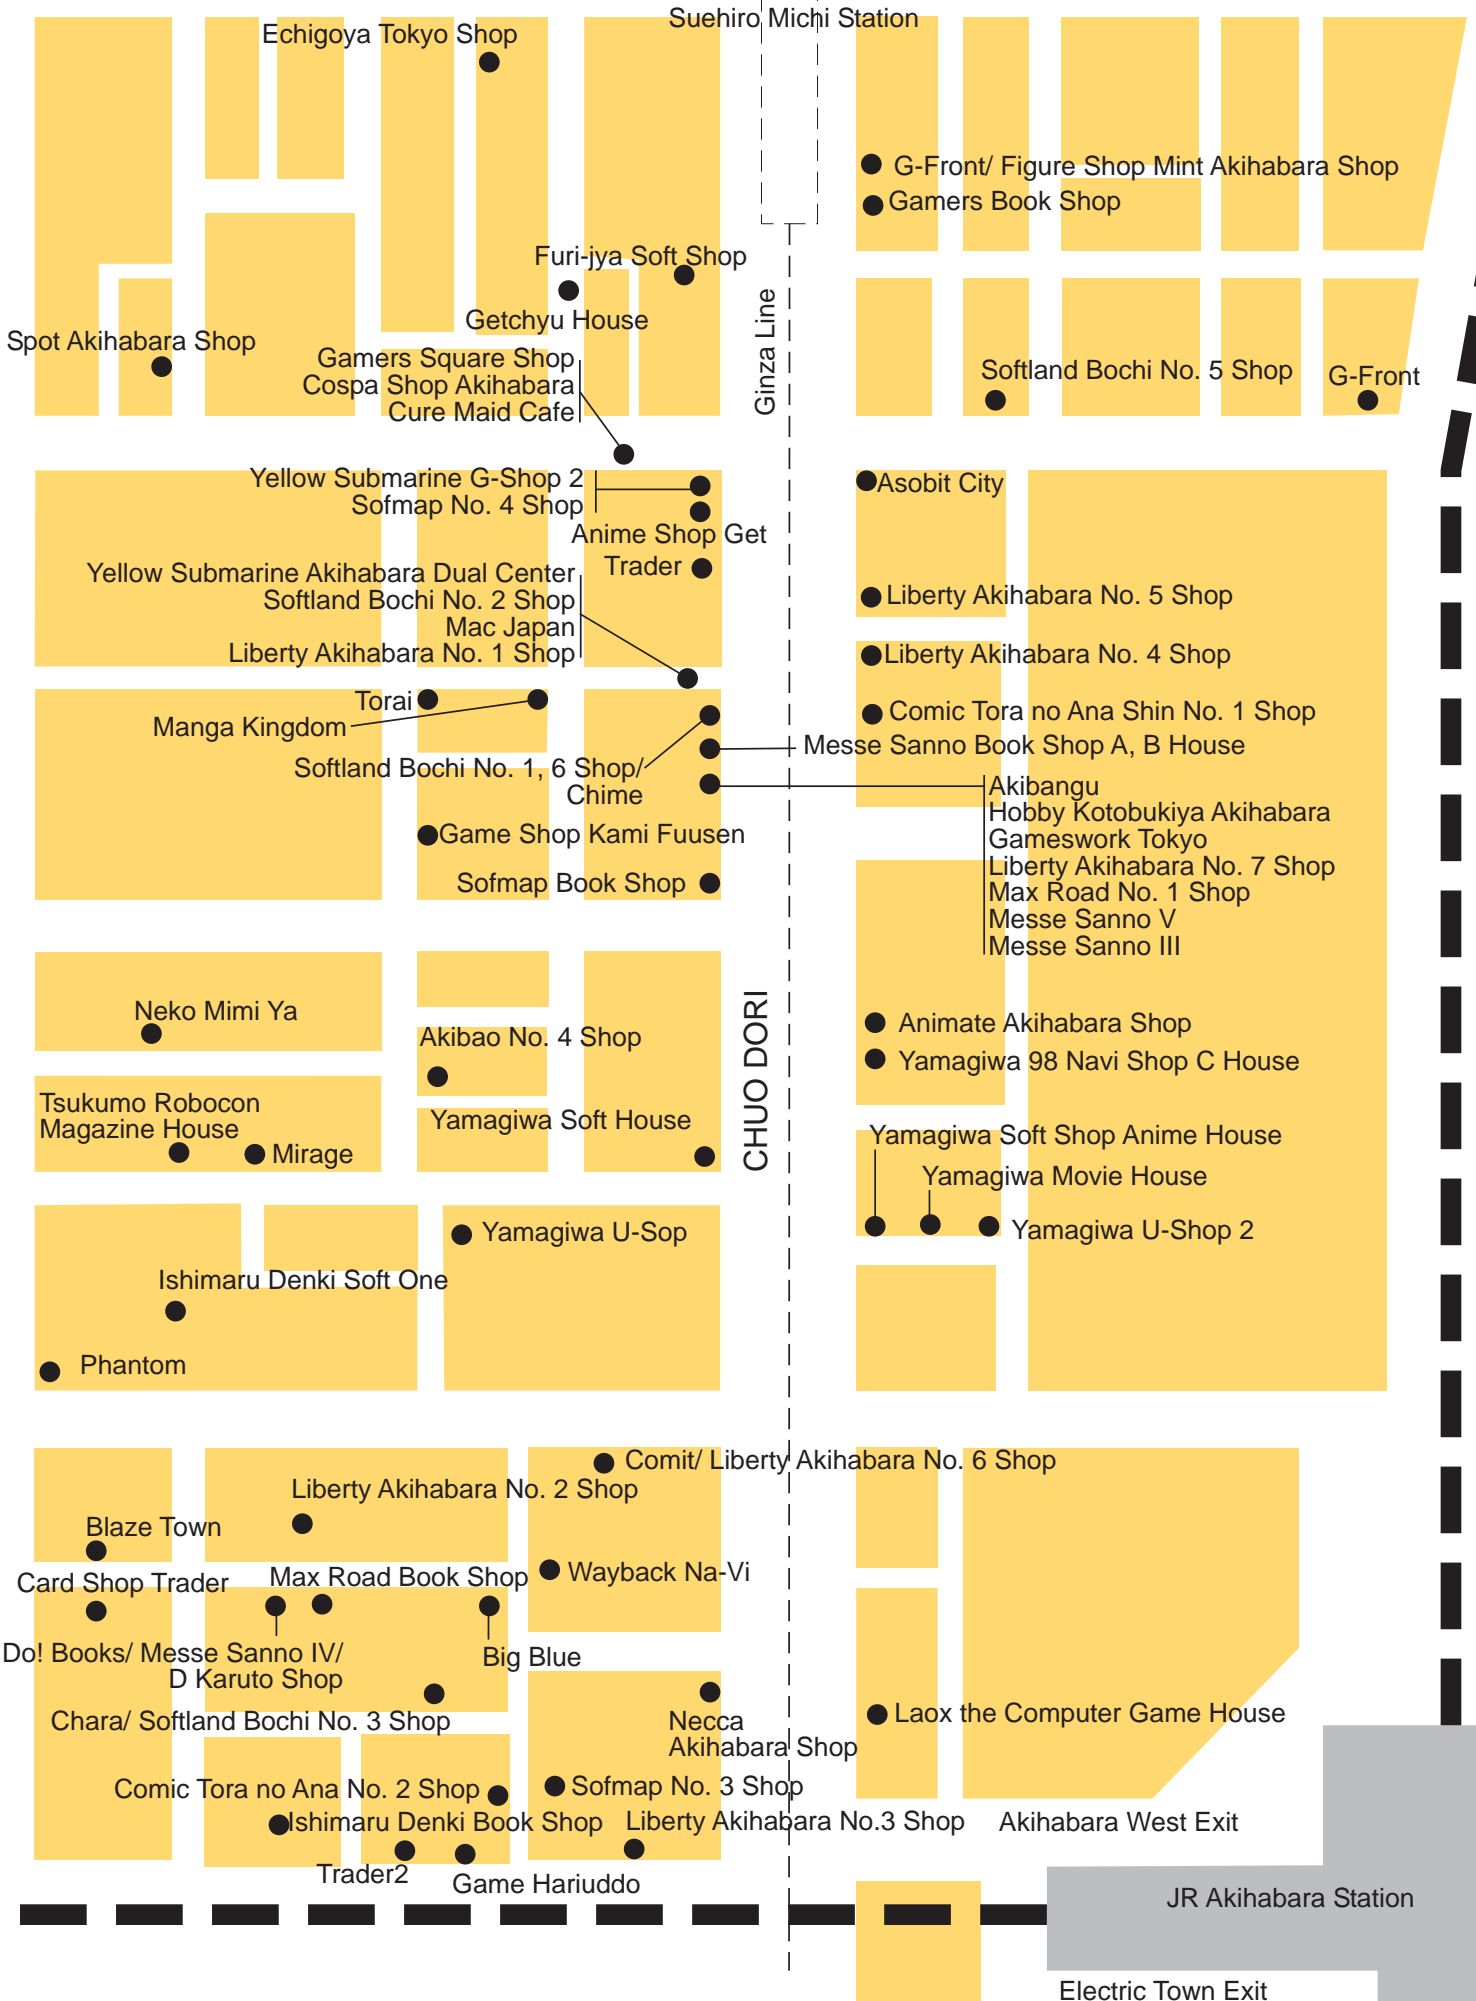 Suehiro Michi Station
Echigoya Tokyo Shop
G-Front/ Figure Shop Mint Akihabara Shop
Gamers Book Shop
Furi-jya Soft Shop
Getchyu House
Ginza Line
Spot Akihabara Shop
Gamers Square Shop
Cospa Shop Akihabara
Cure Maid Cafe
Softland Bochi No. 5 Shop
G-Front
Yellow Submarine G-Shop 2
Sofmap No. 4 Shop
Asobit City
Anime Shop Get
Trader
Yellow Submarine Akihabara Dual Center
Softland Bochi No. 2 Shop
Mac Japan
Liberty Akihabara No. 1 Shop
Liberty Akihabara No. 5 Shop
Liberty Akihabara No. 4 Shop
Torai
Manga Kingdom
Comic Tora no Ana Shin No. 1 Shop
Messe Sanno Book Shop A, B House
Softland Bochi No. 1, 6 Shop/
Chime
Akibangu
Hobby Kotobukiya Akihabara
Gameswork Tokyo
Liberty Akihabara No. 7 Shop
Max Road No. 1 Shop
Messe Sanno V
Messe Sanno III
Game Shop Kami Fuusen
Sofmap Book Shop
Neko Mimi Ya
Akibao No. 4 Shop
CHUO DORI
Animate Akihabara Shop
Yamagiwa 98 Navi Shop C House
Tsukumo Robocon
Magazine House
Mirage
Yamagiwa Soft House
Yamagiwa Soft Shop Anime House
Yamagiwa Movie House
Yamagiwa U-Shop 2
Yamagiwa U-Sop
Ishimaru Denki Soft One
Phantom
Comit/ Liberty Akihabara No. 6 Shop
Liberty Akihabara No. 2 Shop
Blaze Town
Card Shop Trader
Max Road Book Shop
Wayback Na-Vi
Do! Books/ Messe Sanno IV/
D Karuto Shop
Big Blue
Chara/ Softland Bochi No. 3 Shop
Necca
Akihabara Shop
Laox the Computer Game House
Comic Tora no Ana No. 2 Shop
Sofmap No. 3 Shop
Ishimaru Denki Book Shop
Liberty Akihabara No.3 Shop
Akihabara West Exit
Trader2
Game Hariuddo
JR Akihabara Station
Electric Town Exit